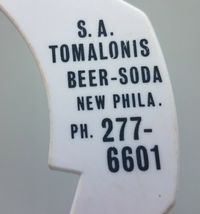 S. A.
TOMALONIS
BEER-SODA
NEW PHILA.
PH. 277-
6601